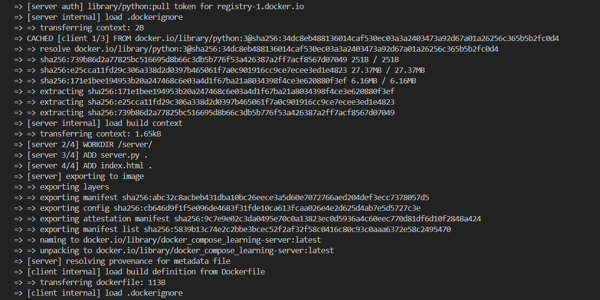 => [server auth] library/python:pull token for registry-1.docker.io
=> [server internal] load .dockerignore
=> => transferring context: 2B
=> CACHED [client 1/3] FROM docker.io/library/python:3@sha256:34dc8eb488136014caf530ec03a3a2403473a92d67a01a26256c365b5b2fc0d4
=> => resolve docker.io/library/python:3@sha256:34dc8eb488136014caf530ec03a3a2403473a92d67a01a26256c365b5b2fc0d4
=> => sha256:739b86d2a77825bc516695d8b66c3db5b776f53a426387a2ff7acf8567d07049 251B / 251B
=> => sha256:e25cca11fd29c306a338d2d0397b465061f7a0c901916cc9ce7ecee3ed1e4823 27.37MB / 27.37MB
=> => sha256:171e1bee194953b20a247468c6e03a4d1f67ba21a8034398f4ce3e620880f3ef 6.16MB / 6.16MB
=> => extracting sha256:171e1bee194953b20a247468c6e03a4d1f67ba21a8034398f4ce3e620880f3ef
=> => extracting sha256:e25cca11fd29c306a338d2d0397b465061f7a0c901916cc9ce7ecee3ed1e4823
=> => extracting sha256:739b86d2a77825bc516695d8b66c3db5b776f53a426387a2ff7acf8567d07049
=> [server internal] load build context
=> => transferring context: 1.65kB
=> [server 2/4] WORKDIR /server/
=> [server 3/4] ADD server.py .
=> [server 4/4] ADD index.html .
=> [server] exporting to image
=> => exporting layers
=> => exporting manifest sha256:abc32c8acbeb431dba10bc26eece3a5d60e7072766aed204def3ecc7378057d5
=> => exporting config sha256:cb646d9f1f5e096de4683f31fde10ca613fcaa026e4e2d625d4ab7e5d5727c3e
=> => exporting attestation manifest sha256:9c7e9e02c3da0495e70c0a13823ec0d5936a4c60eec770d81df6d10f2848a424
=> => exporting manifest list sha256:5839b13c74e2c2bbe3bcec52f2af32f58c0416c80c93c0aaa6372e58c2495470
=> => naming to docker.io/library/docker_compose_learning-server:latest
=> => unpacking to docker.io/library/docker_compose_learning-server:latest
=> [server] resolving provenance for metadata file
=> [client internal] load build definition from Dockerfile
=> => transferring dockerfile: 113B
=> [client internal] load .dockerignore